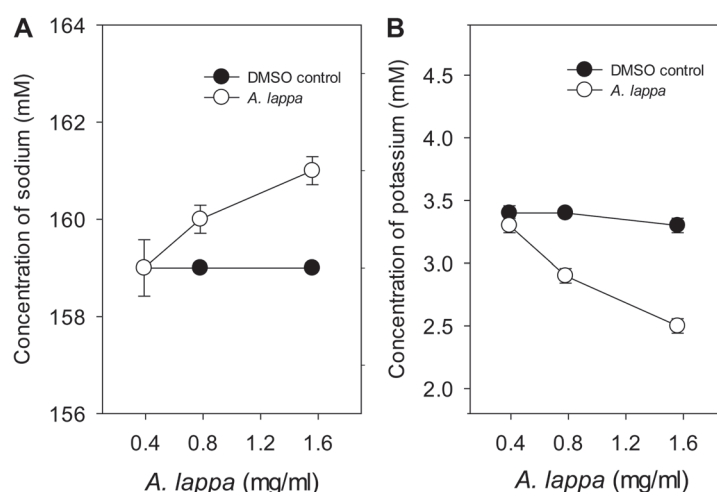 A
Concentration of sodium (mM)
164
162
160
158
156
DMSO control
A. lappa
0.4
0.8
1.2
1.6
A. lappa (mg/ml)
B
Concentration of potassium (mM)
4.5
4.0
3.5
3.0
2.5
2.0
DMSO control
A. lappa
0.4
0.8
1.2
1.6
A. lappa (mg/ml)